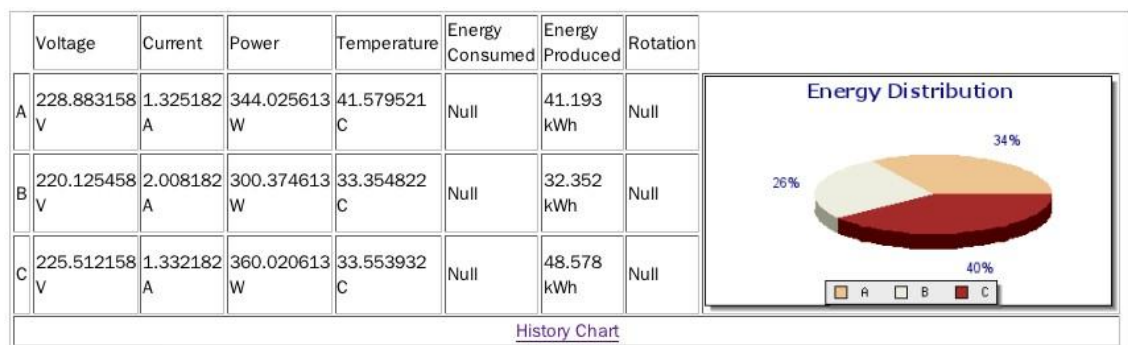 Voltage Current Power Temperature Energy Consumed Energy Produced Rotation
A 228.883158 V 1.325182 A 344.025613 W 41.579521 C Null 41.193 kWh Null
B 220.125458 V 2.008182 A 300.374613 W 33.354822 C Null 32.352 kWh Null
C 225.512158 V 1.332182 A 360.020613 W 33.553932 C Null 48.578 kWh Null
Energy Distribution
34%
26%
40%
A B C
History Chart